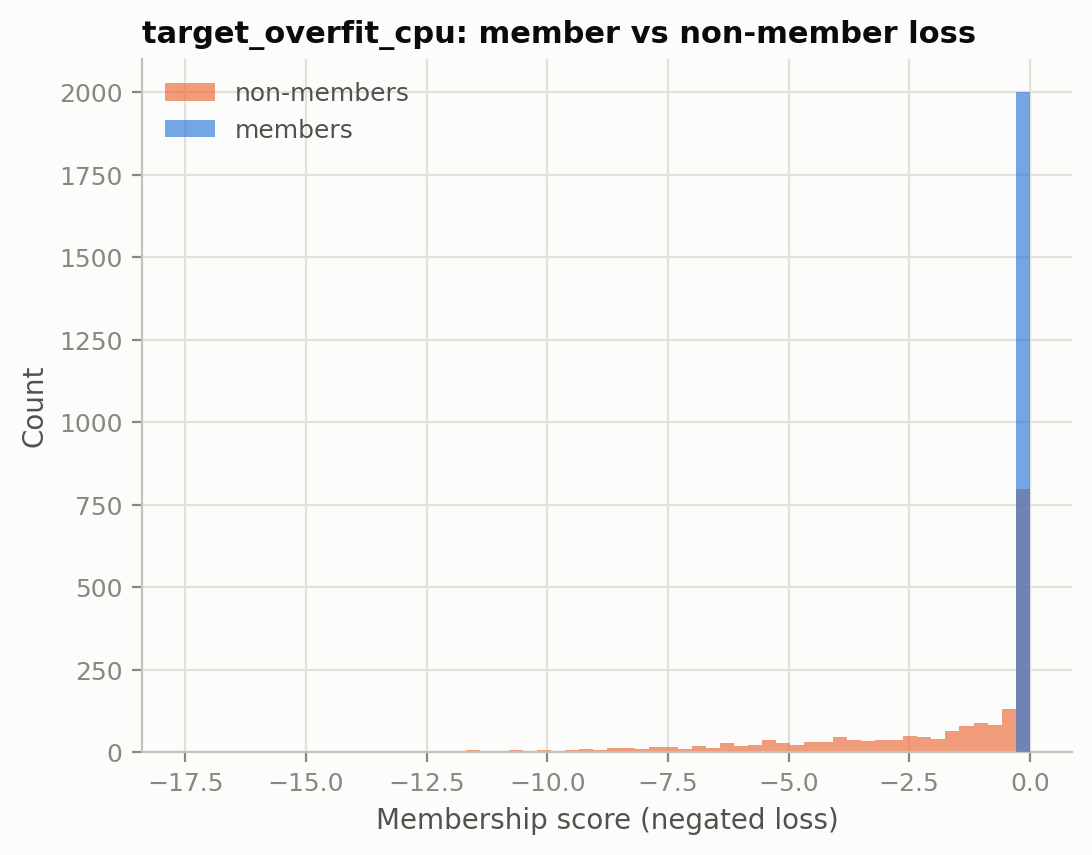 target_overfit_cpu: member vs non-member loss
non-members
members
2000
1750
1500
1250
1000
750
500
250
0
Count
−17.5 −15.0 −12.5 −10.0 −7.5 −5.0 −2.5 0.0
Membership score (negated loss)